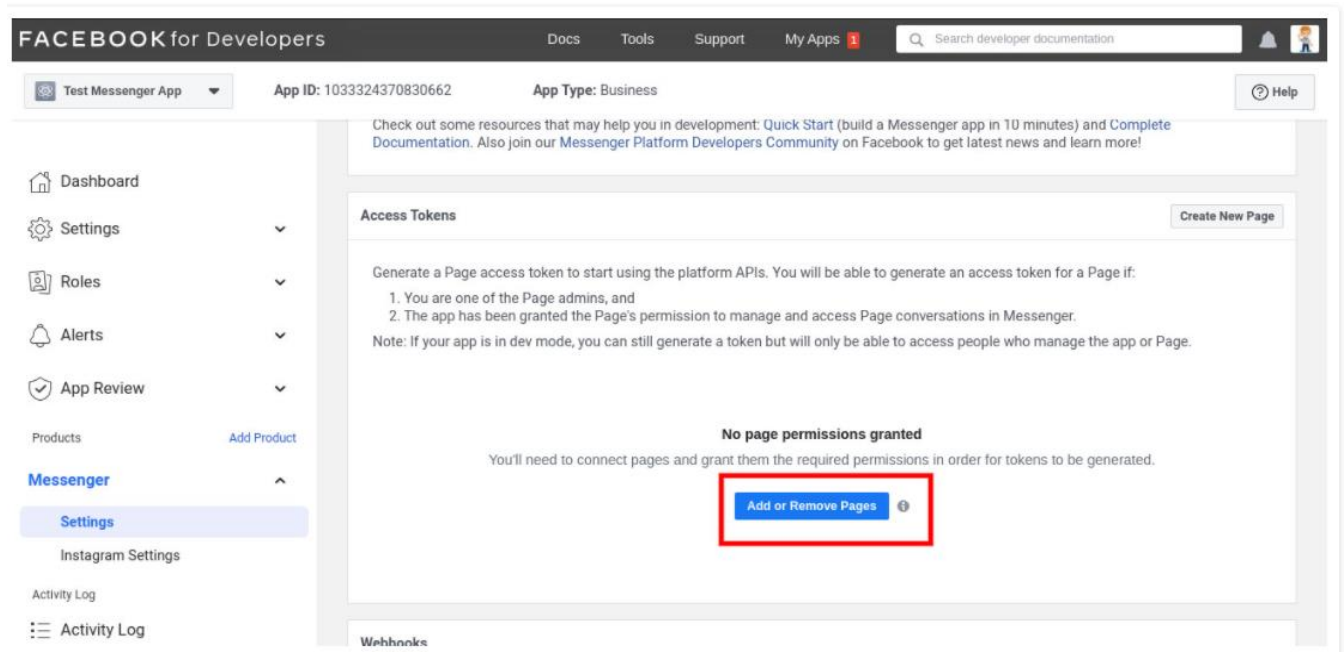 FACEBOOK for Developers
Docs
Tools
Support
My Apps 1
Search developer documentation
Test Messenger App
App ID: 1033324370830662
App Type: Business
Help
Check out some resources that may help you in development: Quick Start (build a Messenger app in 10 minutes) and Complete
Documentation. Also join our Messenger Platform Developers Community on Facebook to get latest news and learn more!
Dashboard
Settings
Roles
Alerts
App Review
Products
Add Product
Messenger
Settings
Instagram Settings
Activity Log
Activity Log
Access Tokens
Create New Page
Generate a Page access token to start using the platform APIs. You will be able to generate an access token for a Page if:
1. You are one of the Page admins, and
2. The app has been granted the Page's permission to manage and access Page conversations in Messenger.
Note: If your app is in dev mode, you can still generate a token but will only be able to access people who manage the app or Page.
No page permissions granted
You'll need to connect pages and grant them the required permissions in order for tokens to be generated.
Add or Remove Pages
Webhooks